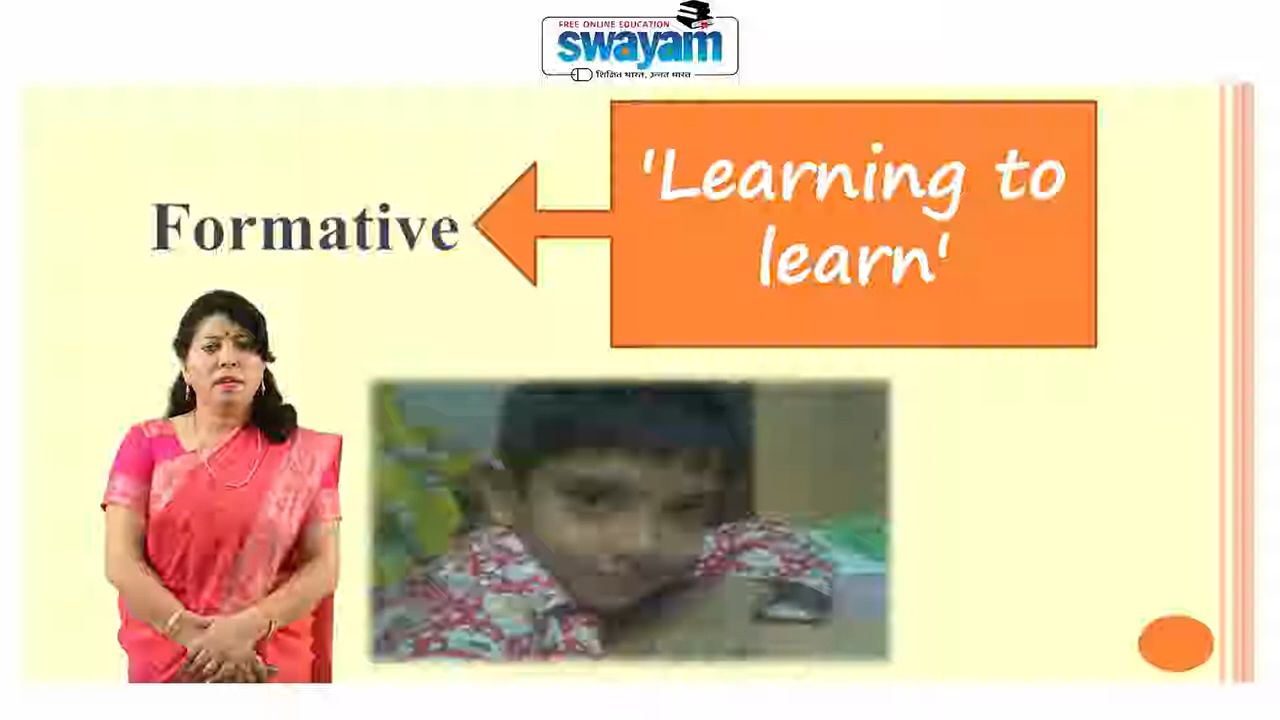 FREE ONLINE EDUCATION
swayam
शिक्षित भारत, उन्नत भारत
'Learning to
learn'
Formative